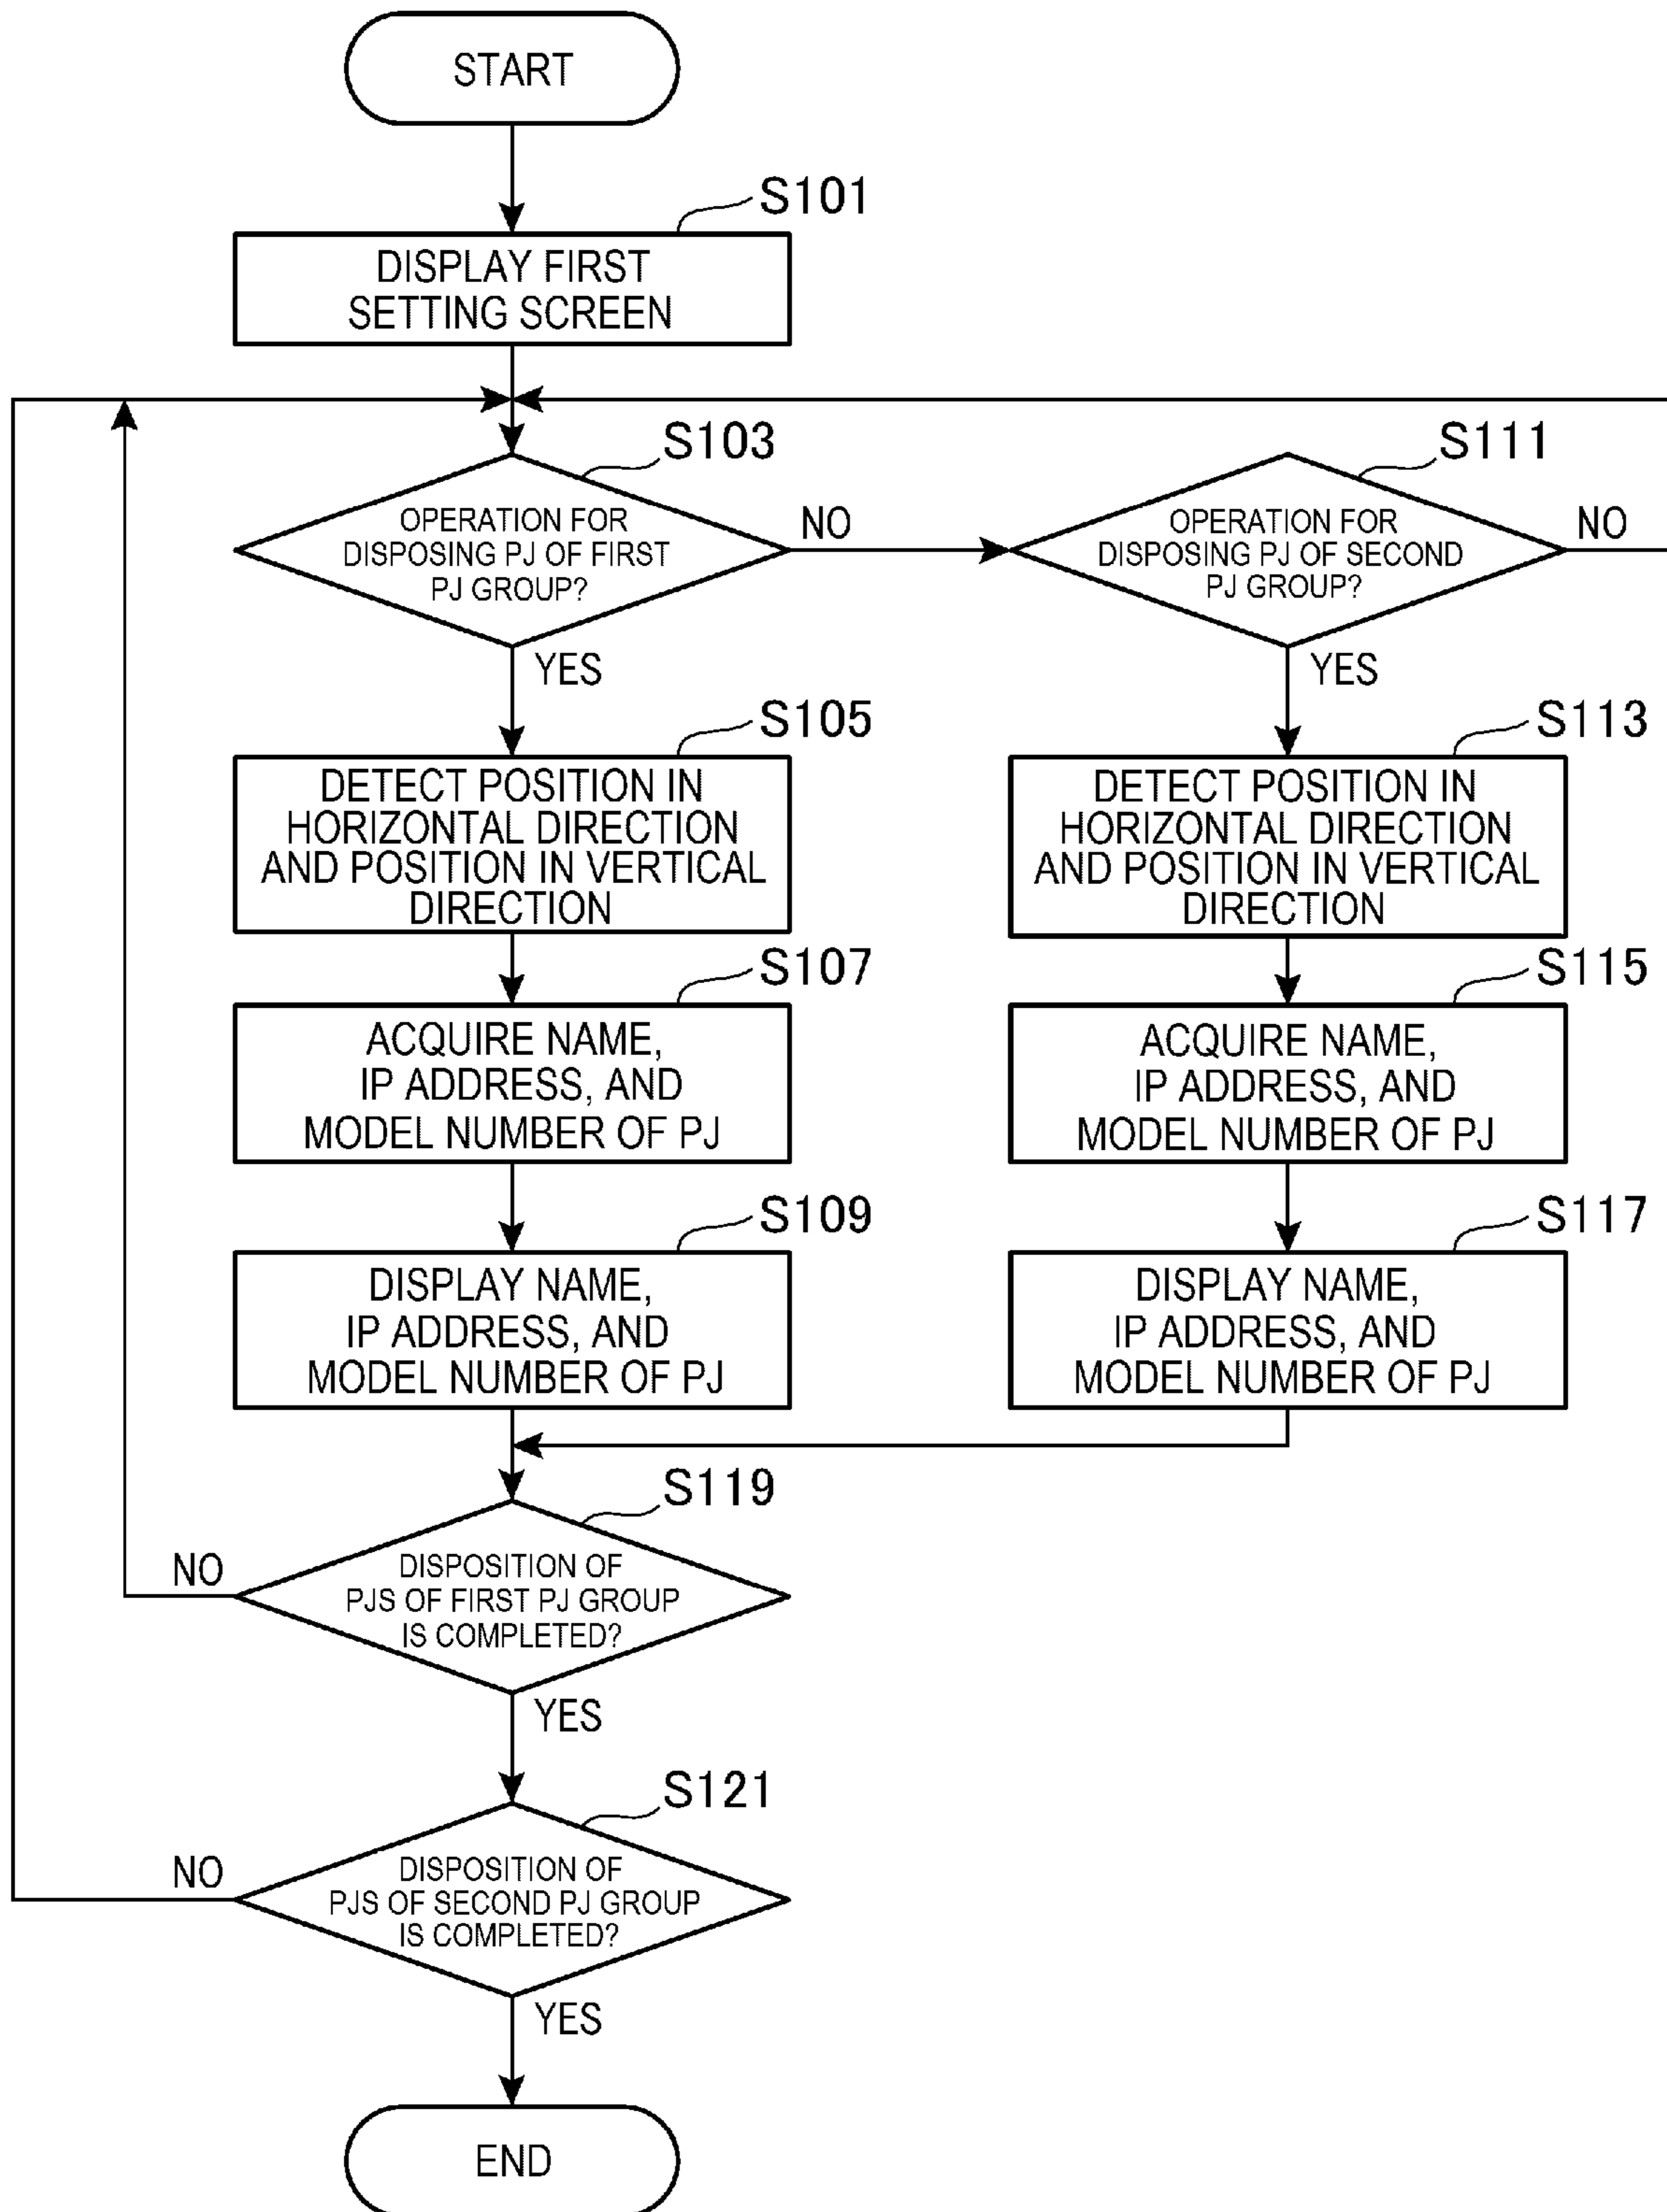 START
S101
DISPLAY FIRST
SETTING SCREEN
S103
OPERATION FOR
DISPOSING PJ OF FIRST
PJ GROUP?
NO
YES
S111
OPERATION FOR
DISPOSING PJ OF SECOND
PJ GROUP?
NO
YES
S105
DETECT POSITION IN
HORIZONTAL DIRECTION
AND POSITION IN VERTICAL
DIRECTION
S113
DETECT POSITION IN
HORIZONTAL DIRECTION
AND POSITION IN VERTICAL
DIRECTION
S107
ACQUIRE NAME,
IP ADDRESS, AND
MODEL NUMBER OF PJ
S115
ACQUIRE NAME,
IP ADDRESS, AND
MODEL NUMBER OF PJ
S109
DISPLAY NAME,
IP ADDRESS, AND
MODEL NUMBER OF PJ
S117
DISPLAY NAME,
IP ADDRESS, AND
MODEL NUMBER OF PJ
S119
NO
DISPOSITION OF
PJS OF FIRST PJ GROUP
IS COMPLETED?
YES
S121
NO
DISPOSITION OF
PJS OF SECOND PJ GROUP
IS COMPLETED?
YES
END